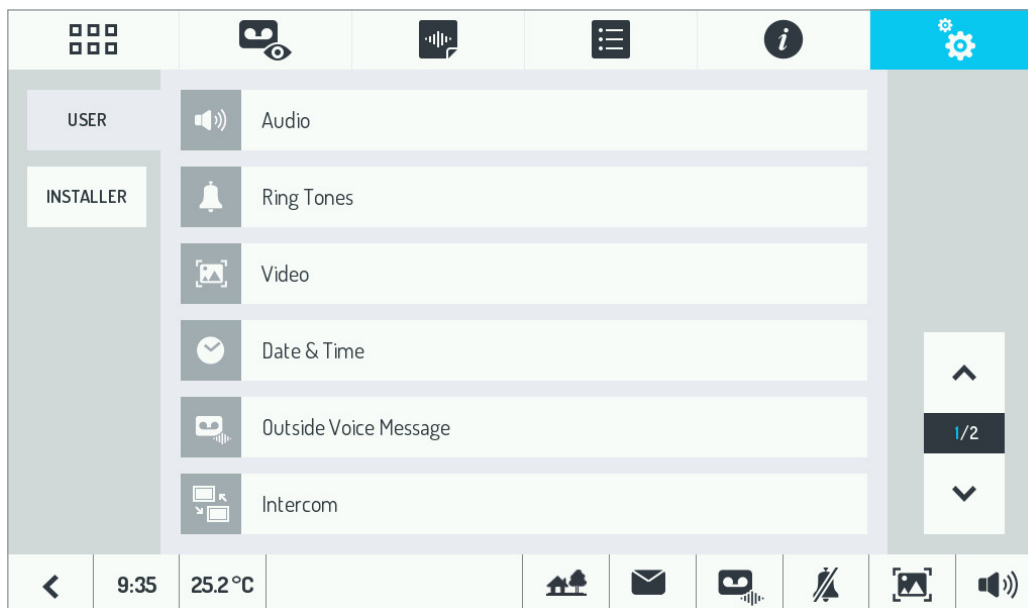 i
USER
INSTALLER
Audio
Ring Tones
Video
Date & Time
Outside Voice Message
Intercom
1/2
9:35
25.2 °C